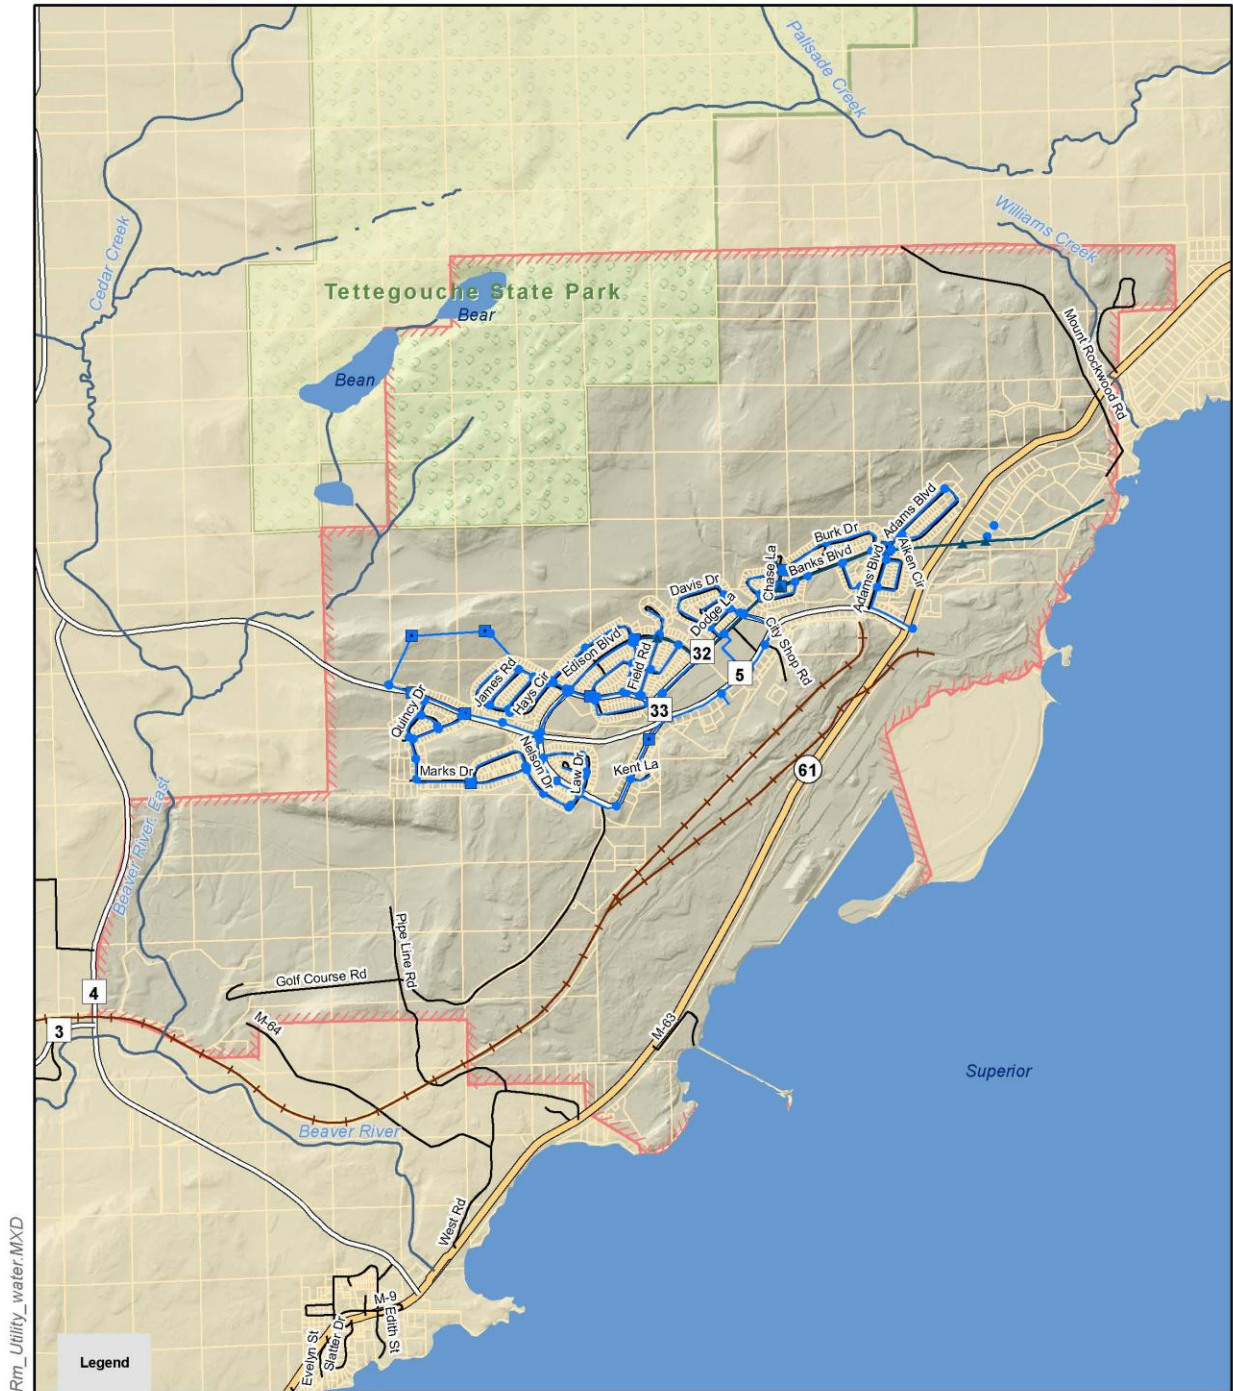 Palisade Creek
Williams Creek
Cedar Creek
Tettegouche State Park
Bear
Bean
Mount Rockwood Rd
Adams Blvd
Burk Dr
Aiken Cir
Banks Blvd
Chase La
Adams Blvd
Davis Dr
Dodge La
City Shop Rd
Edison Blvd
Field Rd
32
5
James Rd
Hays Cir
33
Quincy Dr
Nelson Dr
Law Dr
Kent La
Marks Dr
61
Beaver River, East
Pipe Line Rd
Golf Course Rd
4
3
M-64
M-63
Superior
Beaver River
West Rd
M-9
Edith St
Slatter Dr
Evelyn St
Legend
Rm_Utility_water.MXD